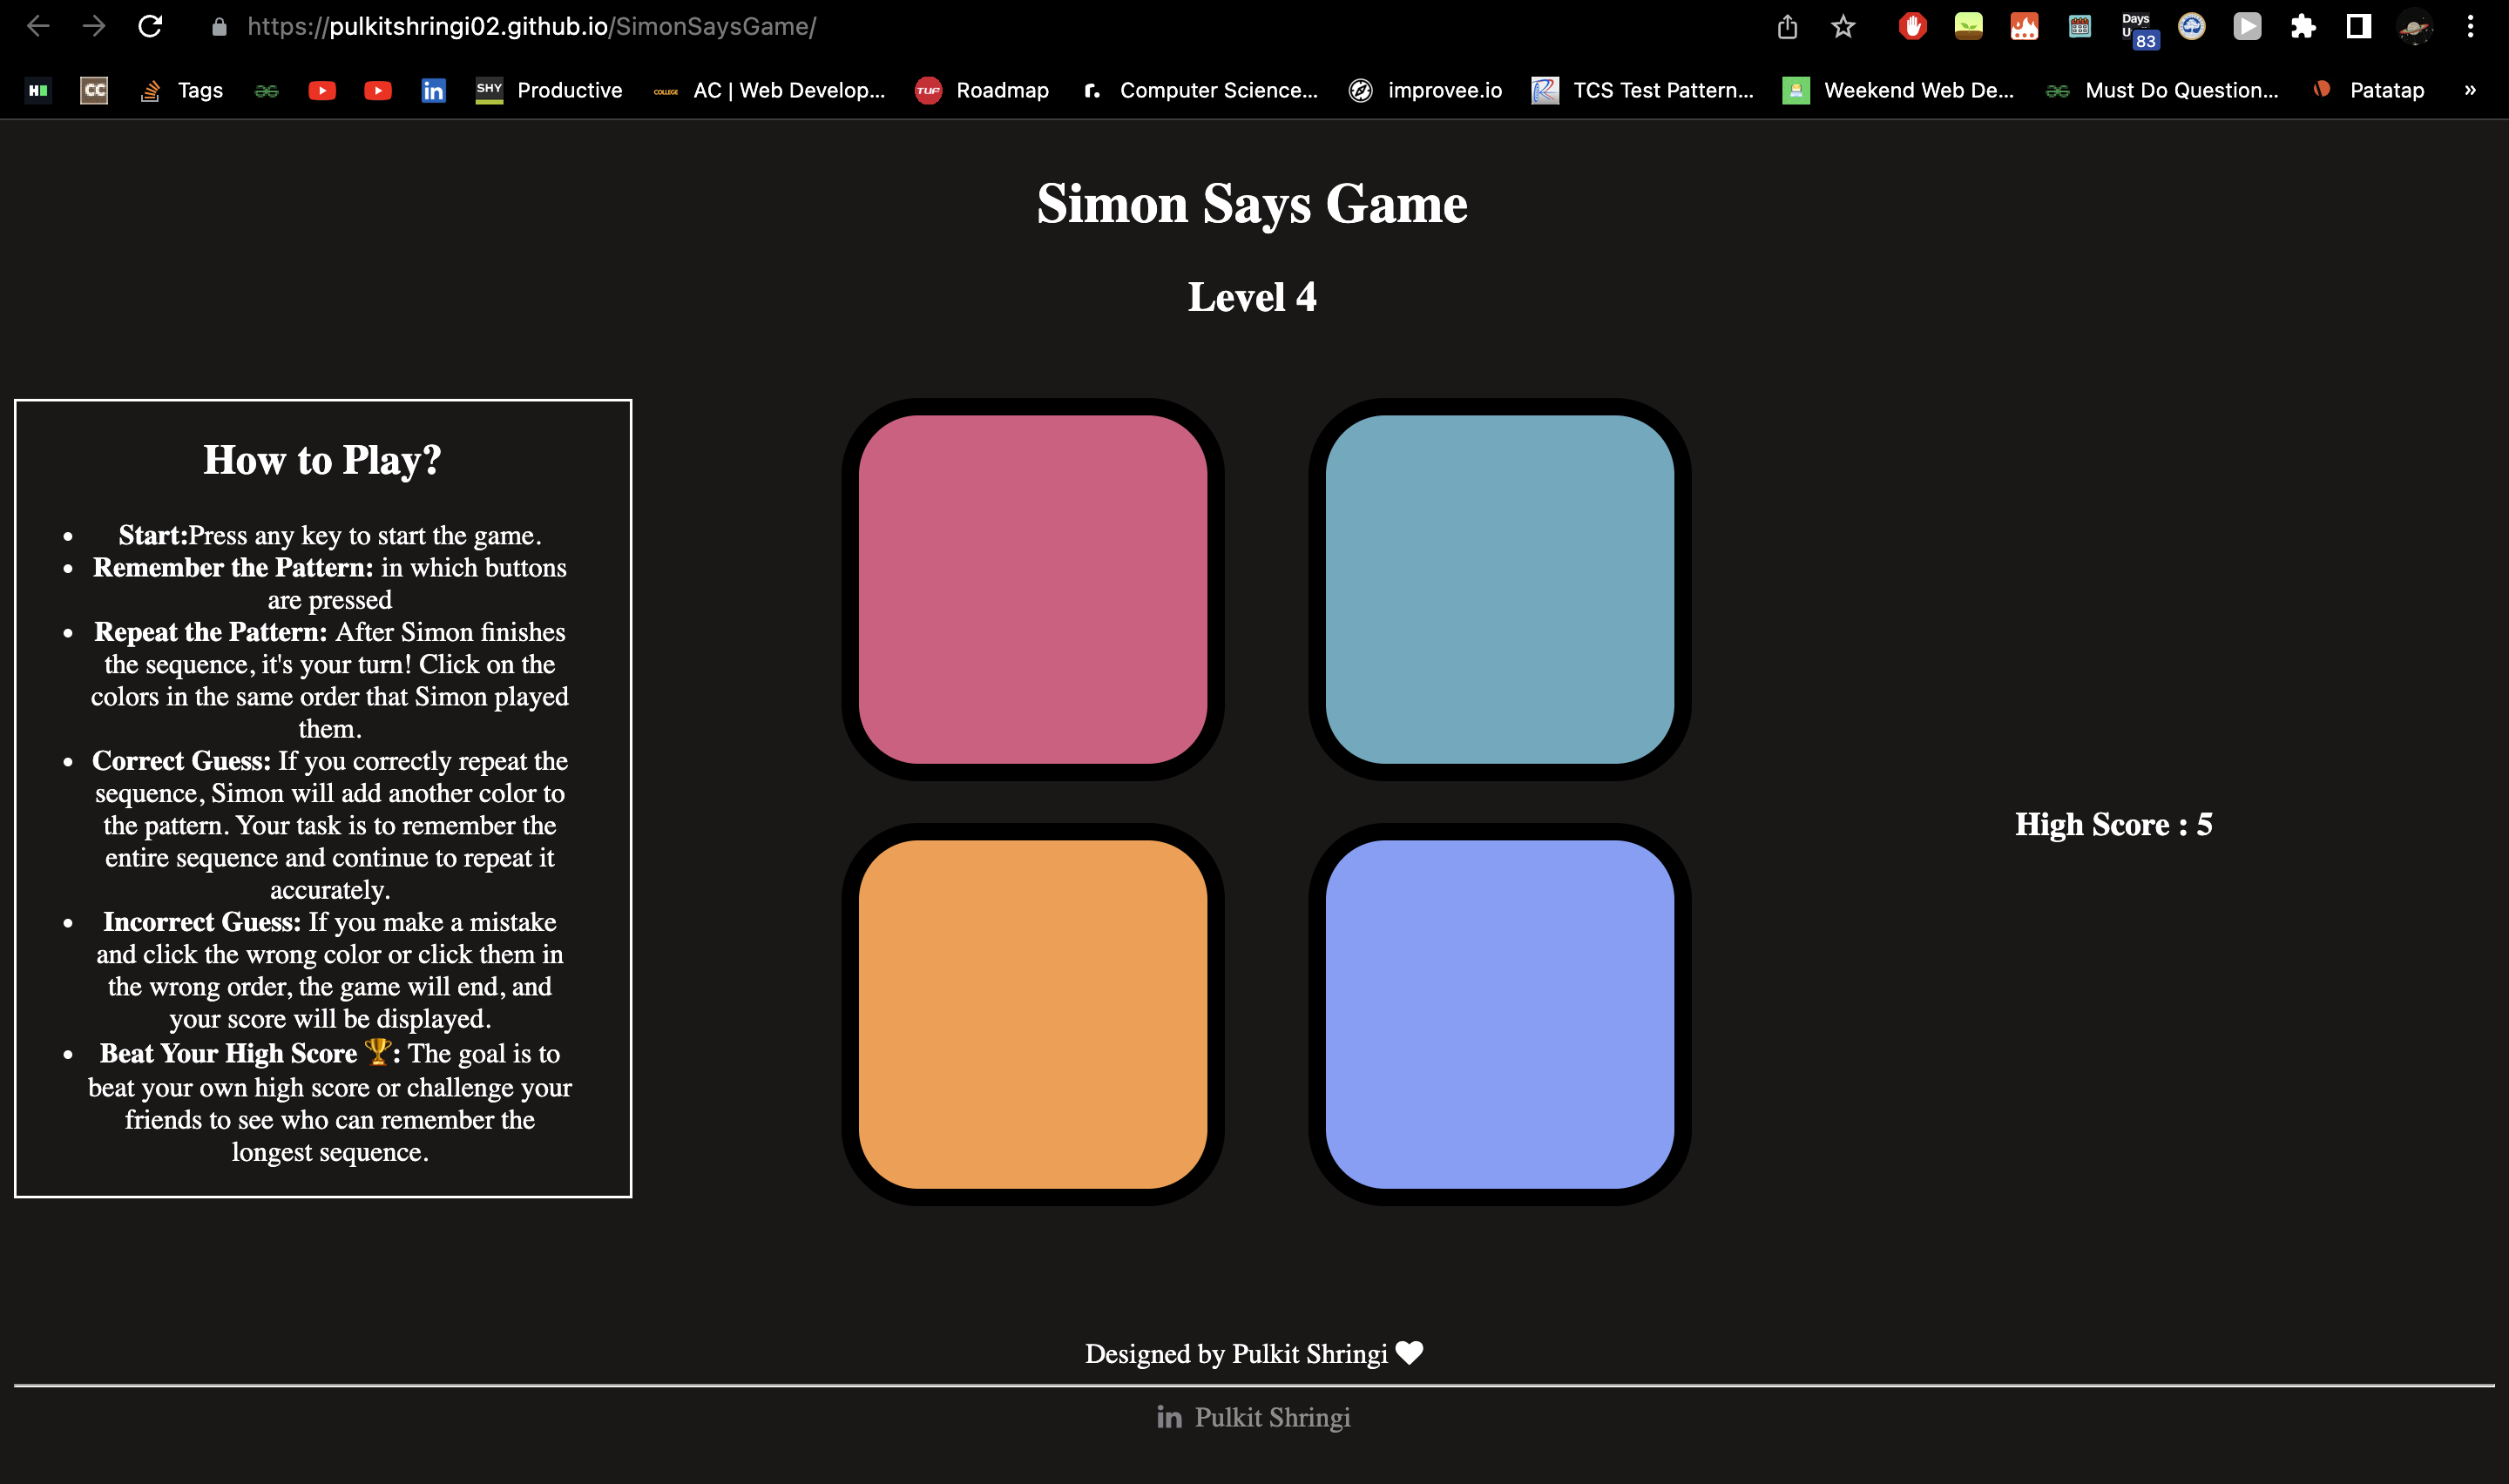 https://pulkitshringi02.github.io/SimonSaysGame/
Days
U
83
H
CC
Tags
in
SHY
Productive
COLLEGE
AC | Web Develop...
TUF
Roadmap
r.
Computer Science...
improvee.io
R
TCS Test Pattern...
Weekend Web De...
Must Do Question...
Patatap
»
Simon Says Game
Level 4
How to Play?
• Start:Press any key to start the game.
• Remember the Pattern: in which buttons
are pressed
• Repeat the Pattern: After Simon finishes
the sequence, it's your turn! Click on the
colors in the same order that Simon played
them.
• Correct Guess: If you correctly repeat the
sequence, Simon will add another color to
the pattern. Your task is to remember the
entire sequence and continue to repeat it
accurately.
• Incorrect Guess: If you make a mistake
and click the wrong color or click them in
the wrong order, the game will end, and
your score will be displayed.
• Beat Your High Score 🏆: The goal is to
beat your own high score or challenge your
friends to see who can remember the
longest sequence.
High Score : 5
Designed by Pulkit Shringi
in Pulkit Shringi